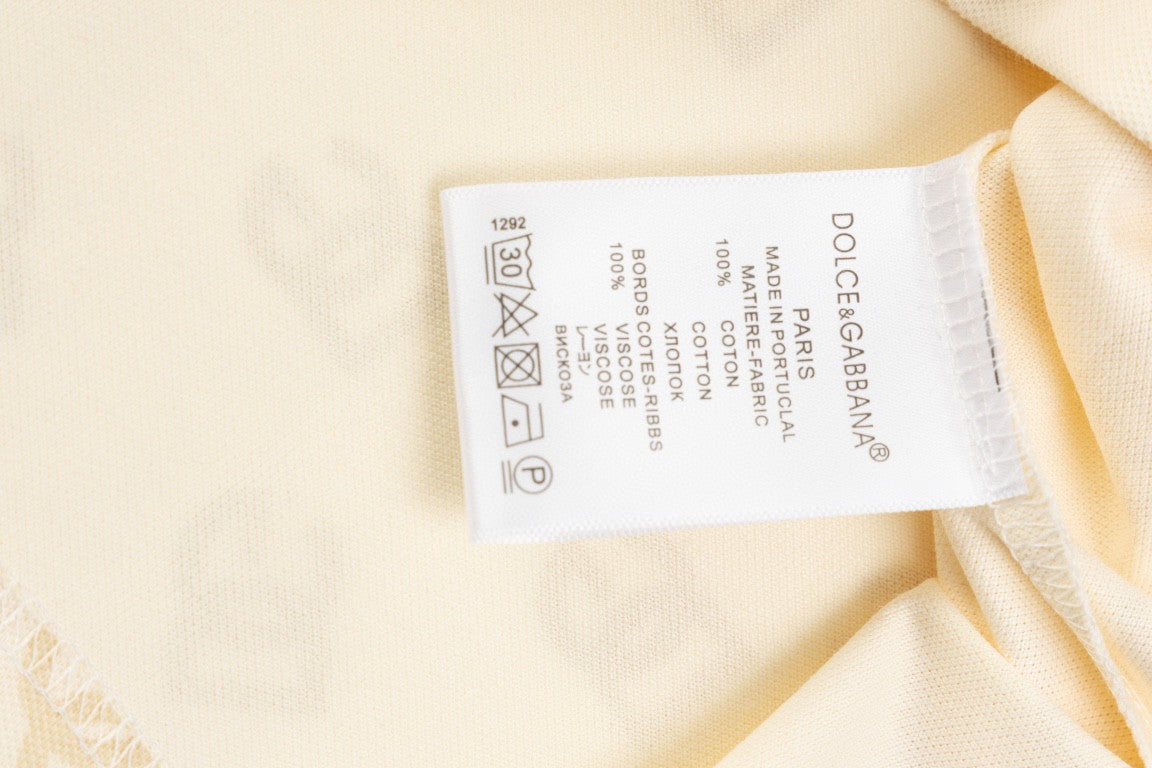 DOLCE&GABBANA®
PARIS
MADE IN PORTUCLAL
MATIERE-FABRIC
100% COTON
COTTON
ХЛОПОК
BORDS COTES-RIBBS
100% VISCOSE
VISCOSE
レーヨン
ВИСКОЗА
1292
30
P